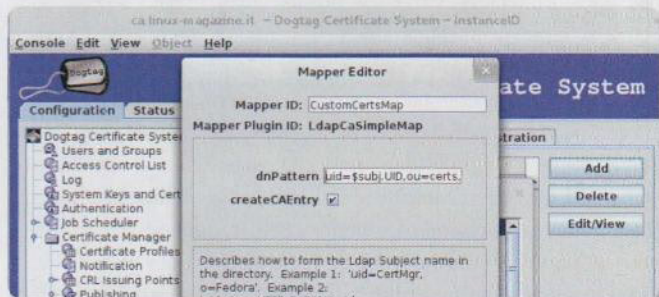 ca.linux-magazine.it - Dogtag Certificate System - instanceID
Console Edit View Object Help
Dogtag
ate System
Mapper Editor
Configuration Status
stration
Mapper ID: CustomCertsMap
Mapper Plugin ID: LdapCaSimpleMap
dnPattern uid=$subj.UID,ou=certs,
createCAEntry
Dogtag Certificate Syste
Users and Groups
Access Control List
Log
System Keys and Cert
Authentication
Job Scheduler
Certificate Manager
Certificate Profiles
Notification
CRL Issuing Points
Publishing
Describes how to form the Ldap Subject name in
the directory. Example 1: 'uid=CertMgr,
o=Fedora'. Example 2:
Add
Delete
Edit/View